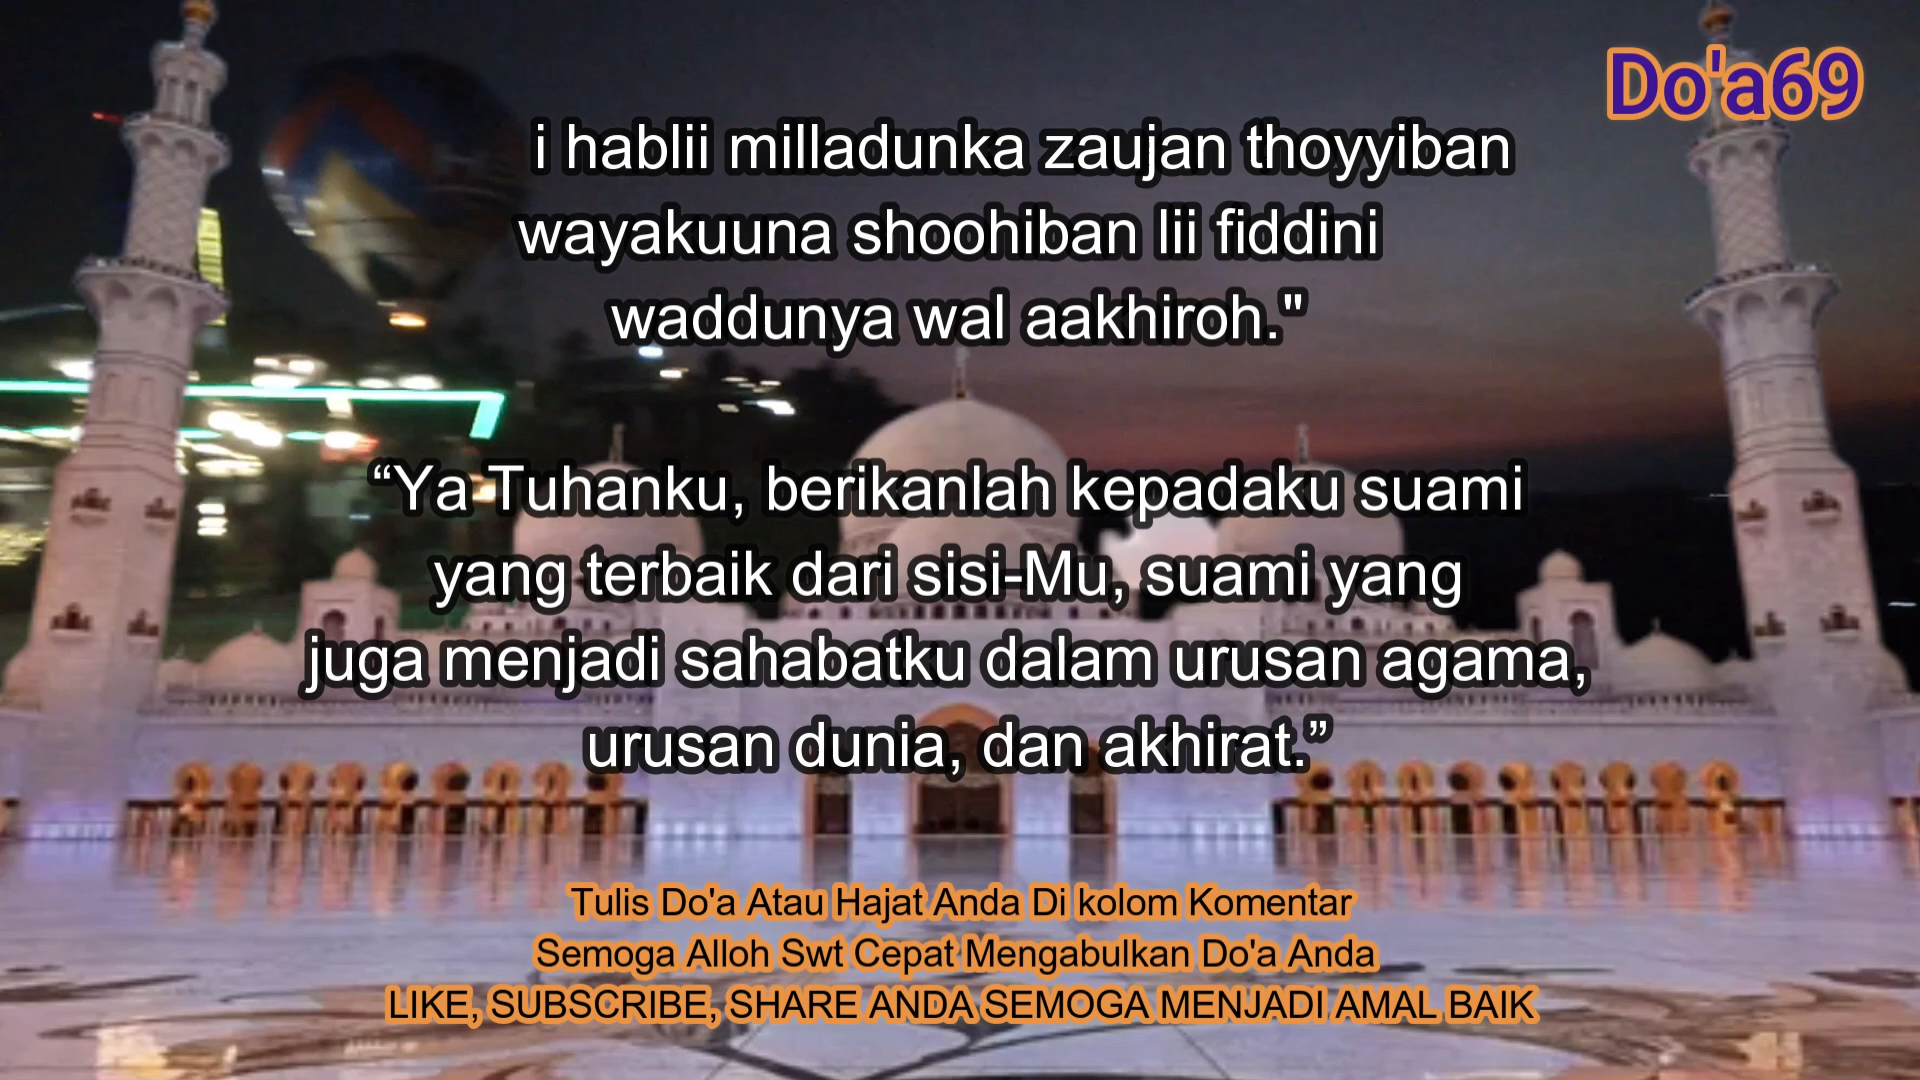 Do'a69
i hablii milladunka zaujan thoyyiban
wayakuuna shoohiban lii fiddini
waddunya wal aakhiroh."
“Ya Tuhanku, berikanlah kepadaku suami
yang terbaik dari sisi-Mu, suami yang
juga menjadi sahabatku dalam urusan agama,
urusan dunia, dan akhirat.”
Tulis Do'a Atau Hajat Anda Di kolom Komentar
Semoga Alloh Swt Cepat Mengabulkan Do'a Anda
LIKE, SUBSCRIBE, SHARE ANDA SEMOGA MENJADI AMAL BAIK